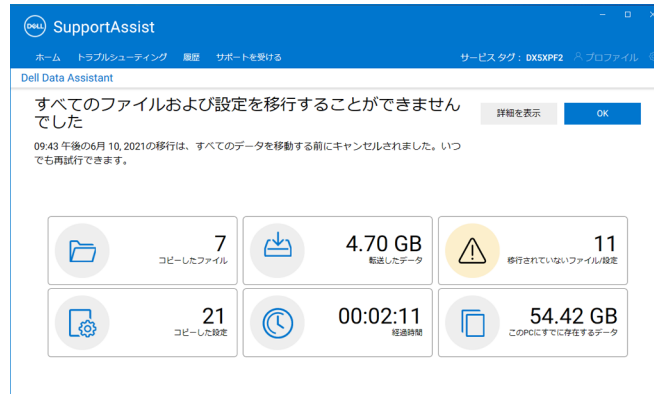 DELL SupportAssist
ホーム トラブルシューティング 履歴 サポートを受ける サービス タグ : DX5XPF2 プロファイル
Dell Data Assistant
すべてのファイルおよび設定を移行することができません
でした
詳細を表示 OK
09:43 午後の6月 10, 2021の移行は、すべてのデータを移動する前にキャンセルされました。いつ
でも再試行できます。
7
コピーしたファイル
4.70 GB
転送したデータ
11
移行されていないファイル/設定
21
コピーした設定
00:02:11
経過時間
54.42 GB
このPCにすでに存在するデータ